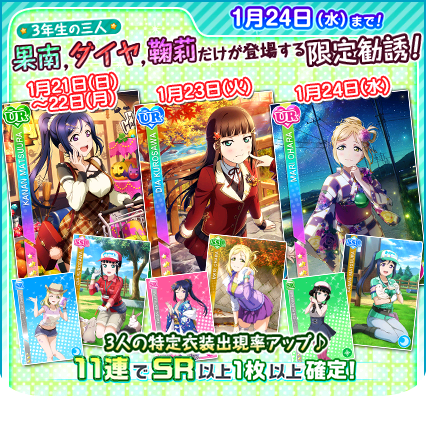 1月24日(水)まで!
3年生の三人
果南,ダイヤ,鞠莉だけが登場する限定勧誘!
1月21日(日)
～22日(月)
1月23日(火)
1月24日(水)
UR
UR
UR
KANAN MATSUURA
DIA KUROSAWA
MARI OHARA
3人の特定衣装出現率アップ♪
11連でSR以上1枚以上確定!